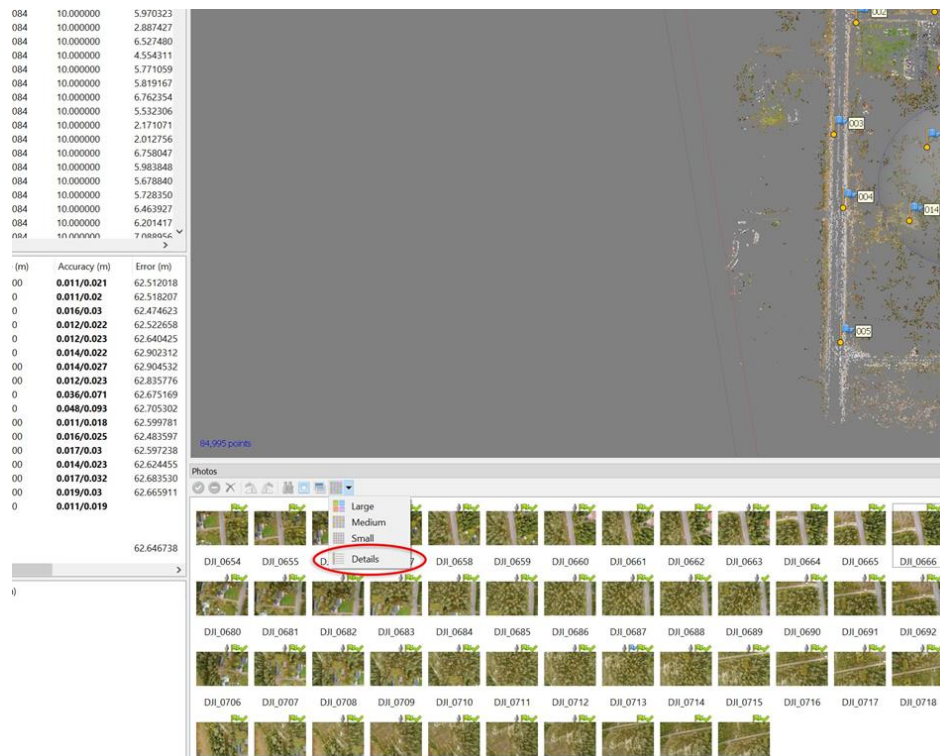 084 10.000000 5.970323
084 10.000000 2.887427
084 10.000000 6.527480
084 10.000000 4.554311
084 10.000000 5.771059
084 10.000000 5.819167
084 10.000000 6.762354
084 10.000000 5.532306
084 10.000000 2.171071
084 10.000000 2.012756
084 10.000000 6.758047
084 10.000000 5.983848
084 10.000000 5.678840
084 10.000000 5.728350
084 10.000000 6.463927
084 10.000000 6.201417
084 10.000000 7.088956
(m) Accuracy (m) Error (m)
00 0.011/0.021 62.512018
0 0.011/0.02 62.518207
0 0.016/0.03 62.474623
0 0.012/0.022 62.522658
0 0.012/0.023 62.640425
0 0.014/0.022 62.902312
00 0.014/0.027 62.904532
00 0.012/0.023 62.835776
0 0.036/0.071 62.675169
0 0.048/0.093 62.705302
00 0.011/0.018 62.599781
00 0.016/0.025 62.483597
00 0.017/0.03 62.597238
00 0.014/0.023 62.624455
00 0.017/0.032 62.683530
00 0.019/0.03 62.665911
0 0.011/0.019
62.646738
002
003
004
014
005
84,995 points
Photos
Large
Medium
Small
Details
DJI_0654 DJI_0655 D 7 DJI_0658 DJI_0659 DJI_0660 DJI_0661 DJI_0662 DJI_0663 DJI_0664 DJI_0665 DJI_0666
DJI_0680 DJI_0681 DJI_0682 DJI_0683 DJI_0684 DJI_0685 DJI_0686 DJI_0687 DJI_0688 DJI_0689 DJI_0690 DJI_0691 DJI_0692
DJI_0706 DJI_0707 DJI_0708 DJI_0709 DJI_0710 DJI_0711 DJI_0712 DJI_0713 DJI_0714 DJI_0715 DJI_0716 DJI_0717 DJI_0718